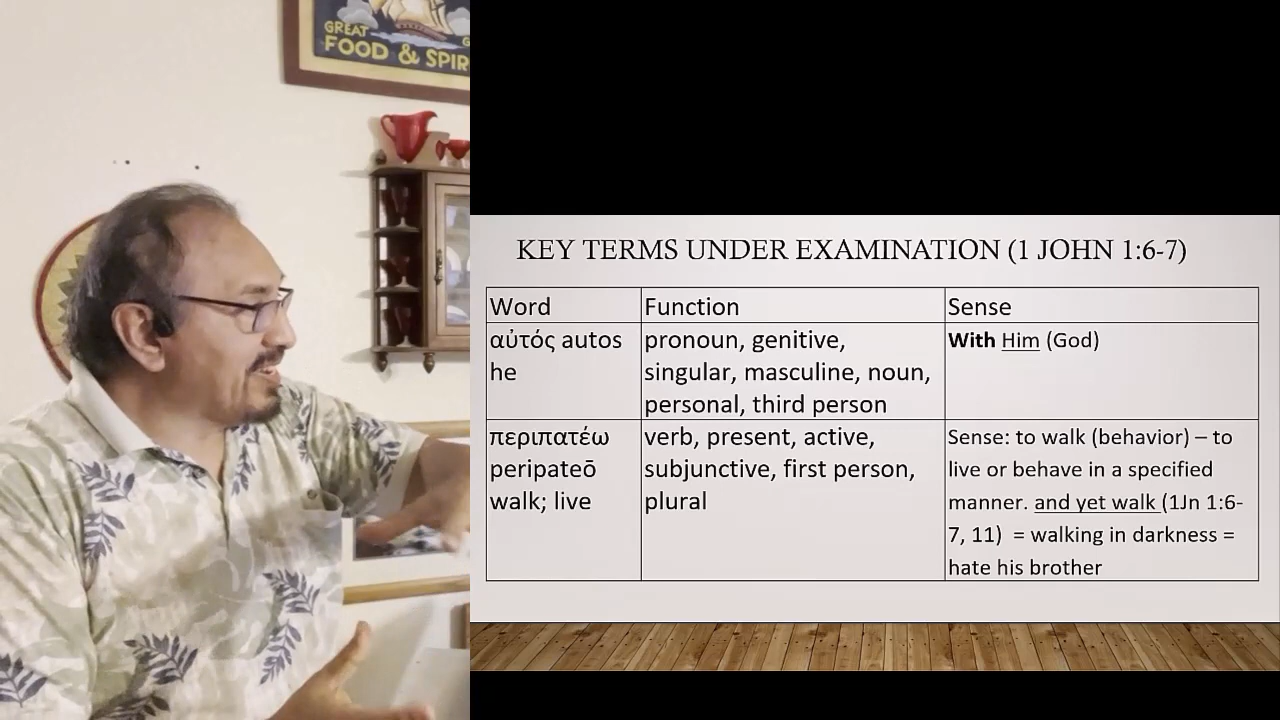 GREAT
FOOD & SPIR
KEY TERMS UNDER EXAMINATION (1 JOHN 1:6-7)
Word
Function
Sense
αὐτός autos
he
pronoun, genitive,
singular, masculine, noun,
personal, third person
With Him (God)
περιπατέω
peripateō
walk; live
verb, present, active,
subjunctive, first person,
plural
Sense: to walk (behavior) – to
live or behave in a specified
manner. and yet walk (1Jn 1:6-
7, 11) = walking in darkness =
hate his brother